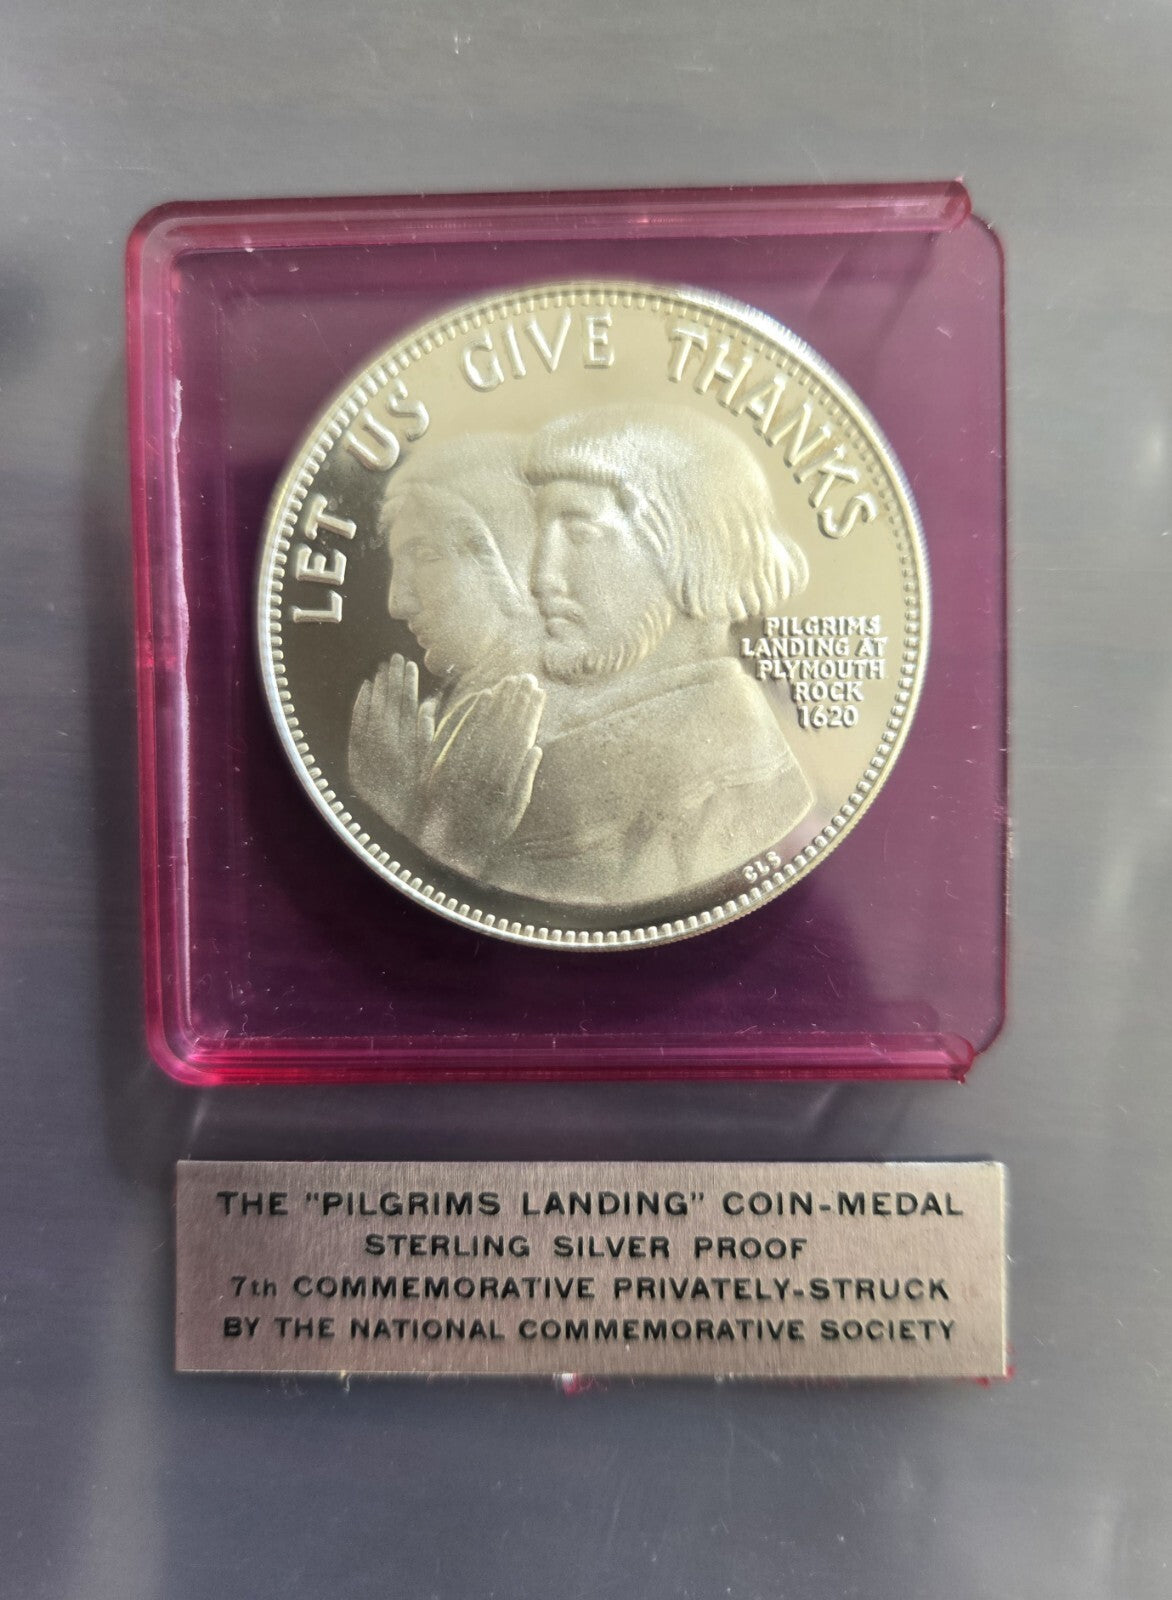 LET US GIVE THANKS
PILGRIMS
LANDING AT
PLYMOUTH
ROCK
1620
CLS
THE "PILGRIMS LANDING" COIN-MEDAL
STERLING SILVER PROOF
7th COMMEMORATIVE PRIVATELY-STRUCK
BY THE NATIONAL COMMEMORATIVE SOCIETY